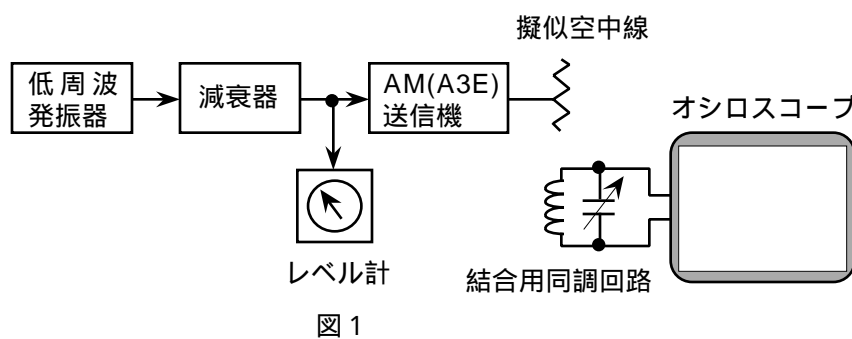 擬似空中線
低周波
発振器
減衰器
AM(A3E)
送信機
オシロスコープ
レベル計
結合用同調回路
図1